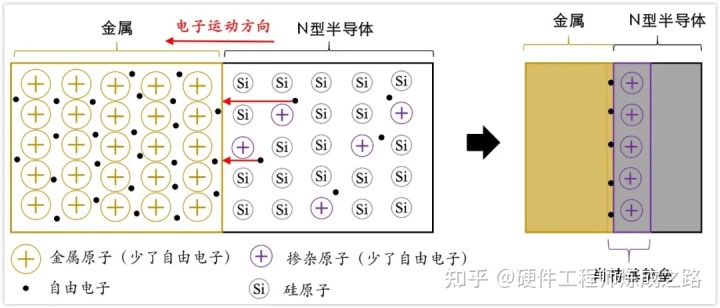 金属
电子运动方向
N型半导体
金属
N型半导体
Si Si Si Si Si
Si Si Si
Si Si Si
Si Si Si Si Si
Si Si Si Si
金属原子（少了自由电子）
掺杂原子（少了自由电子）
自由电子
Si 硅原子
知乎 @硬件工程师炼成之路